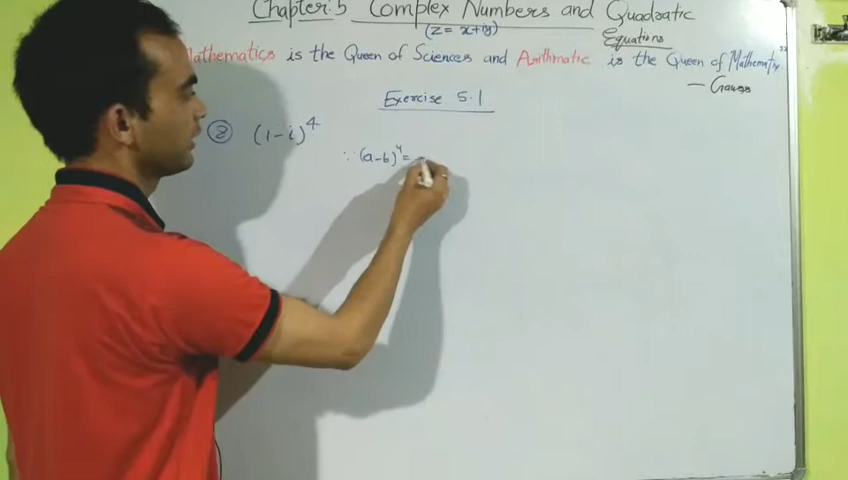 Chapter:5 Complex Numbers and Quadratic
(z = x+iy) Equations
Mathematics is the Queen of Sciences and Arithmatic is the Queen of Mathematics"
— Gauss
Exercise 5.1
⑧ (1-i)⁴
∵ (a-b)⁴ =